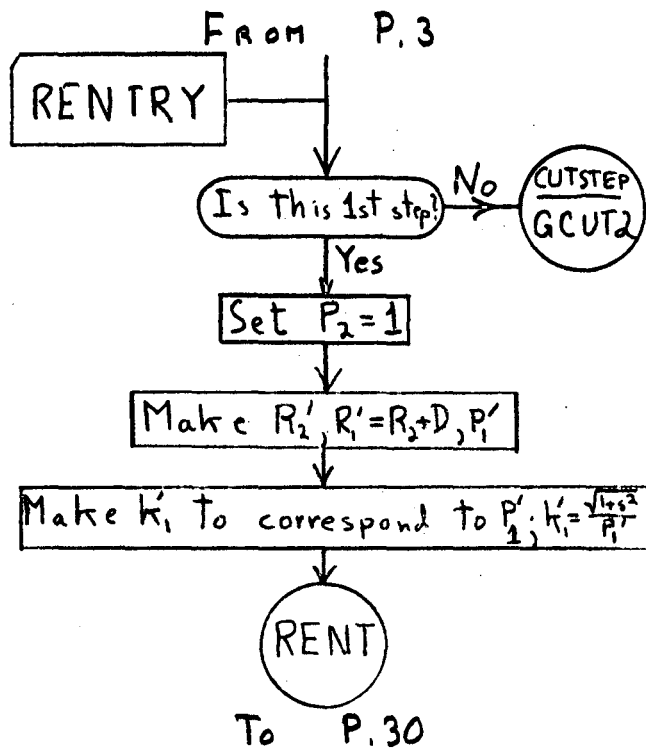 FROM P.3
RENTRY
Is this 1st step?
No
CUTSTEP
GCUT2
Yes
Set P₂ = 1
Make R₂', R₁' = R₂+D, P₁'
Make K₁' to correspond to P₁'; K₁' = √(1+s²)/P₁'
RENT
To P.30